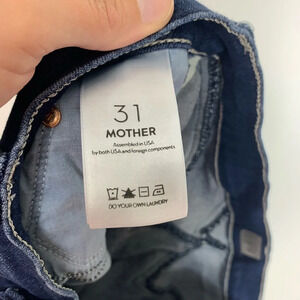 31
MOTHER
Assembled in USA
by both USA and foreign components
DO YOUR OWN LAUNDRY